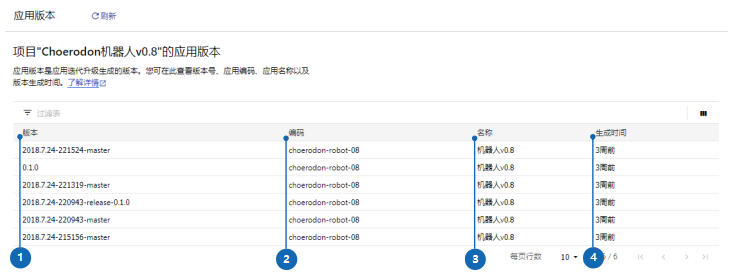 应用版本 刷新
项目"Choerodon机器人v0.8"的应用版本
应用版本是应用迭代升级生成的版本。您可在此查看版本号、应用编码、应用名称以及
版本生成时间。了解详情
过滤表
版本 编码 名称 生成时间
2018.7.24-221524-master choerodon-robot-08 机器人v0.8 3周前
0.1.0 choerodon-robot-08 机器人v0.8 3周前
2018.7.24-221319-master choerodon-robot-08 机器人v0.8 3周前
2018.7.24-220943-release-0.1.0 choerodon-robot-08 机器人v0.8 3周前
2018.7.24-220943-master choerodon-robot-08 机器人v0.8 3周前
2018.7.24-215156-master choerodon-robot-08 机器人v0.8 3周前
每页行数 10 6 / 6
1 2 3 4